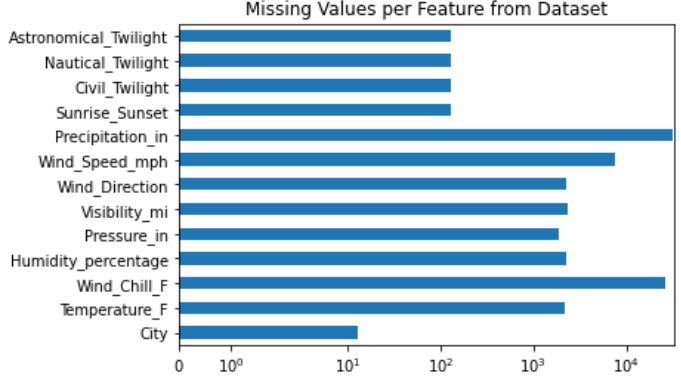 Missing Values per Feature from Dataset
Astronomical_Twilight
Nautical_Twilight
Civil_Twilight
Sunrise_Sunset
Precipitation_in
Wind_Speed_mph
Wind_Direction
Visibility_mi
Pressure_in
Humidity_percentage
Wind_Chill_F
Temperature_F
City
0 10⁰ 10¹ 10² 10³ 10⁴